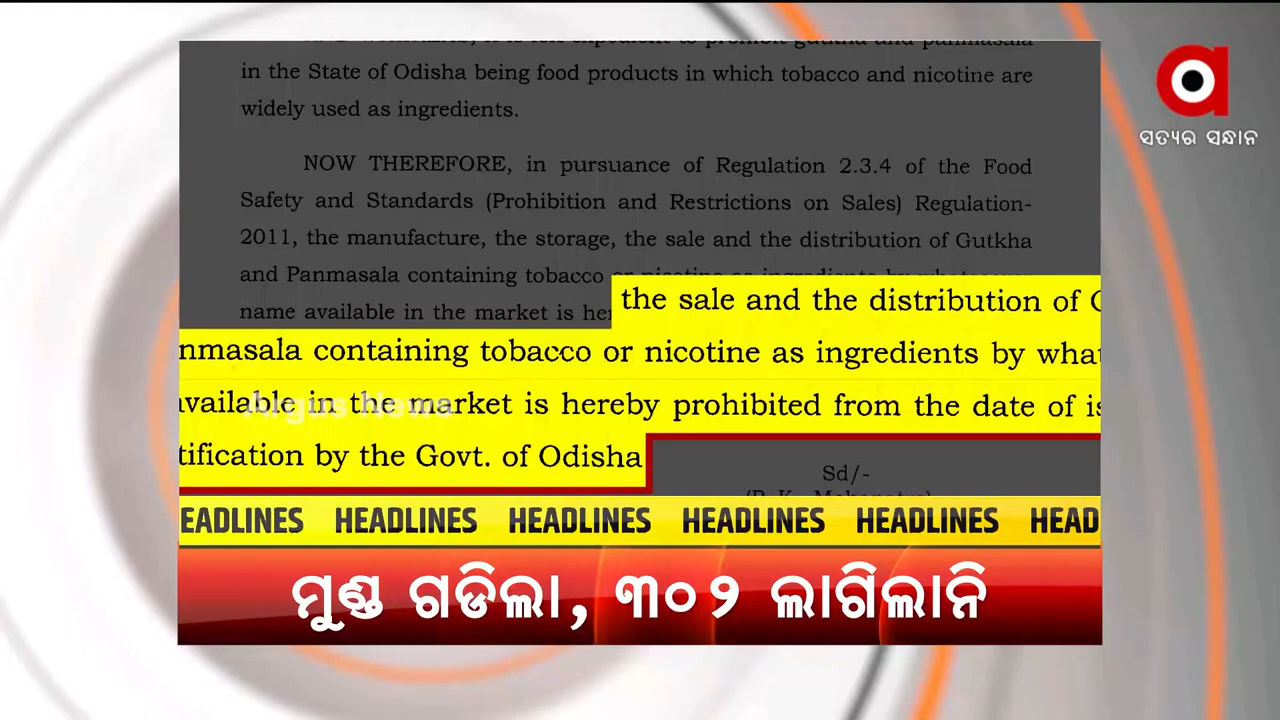 in the State of Odisha being food products in which tobacco and nicotine are
widely used as ingredients.
NOW THEREFORE, in pursuance of Regulation 2.3.4 of the Food
Safety and Standards (Prohibition and Restrictions on Sales) Regulation-
2011, the manufacture, the storage, the sale and the distribution of Gutkha
and Panmasala containing tobacco
name available in the market is
the sale and the distribution of
nmasala containing tobacco or nicotine as ingredients by what
available in the market is hereby prohibited from the date of is
tification by the Govt. of Odisha
Sd/-
Argus News
EADLINES HEADLINES HEADLINES HEADLINES HEADLINES HEAD
ମୁଣ୍ଡ ଗଡିଲା, ୩୦୨ ଲାଗିଲାନି
ସତ୍ୟର ସନ୍ଧାନ